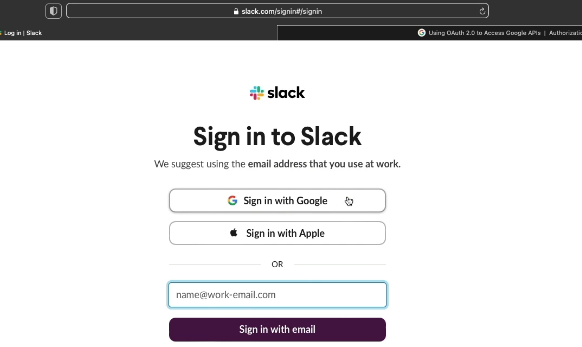 slack.com/signin#/signin
Log in | Slack
Using OAuth 2.0 to Access Google APIs | Authorizatio
slack
Sign in to Slack
We suggest using the email address that you use at work.
Sign in with Google
Sign in with Apple
OR
name@work-email.com
Sign in with email